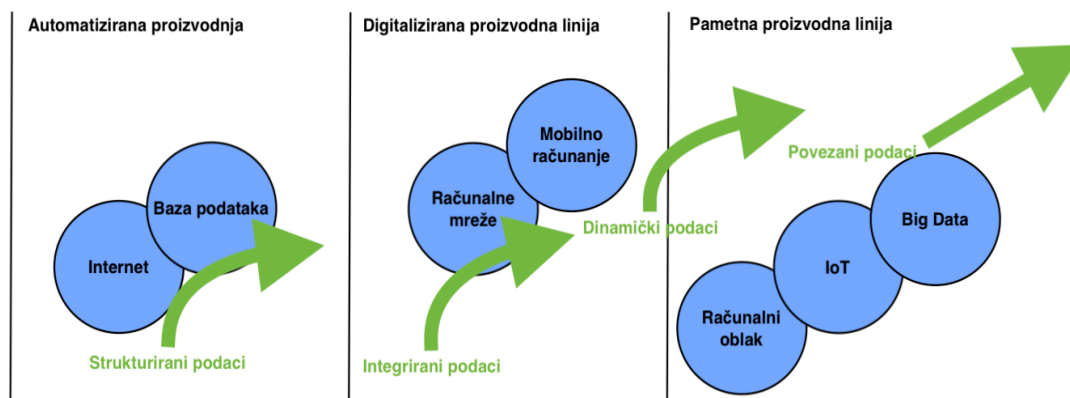 Automatizirana proizvodnja
Baza podataka
Internet
Strukturirani podaci
Digitalizirana proizvodna linija
Mobilno
računanje
Računalne
mreže
Integrirani podaci
Dinamički podaci
Pametna proizvodna linija
Povezani podaci
Big Data
IoT
Računalni
oblak